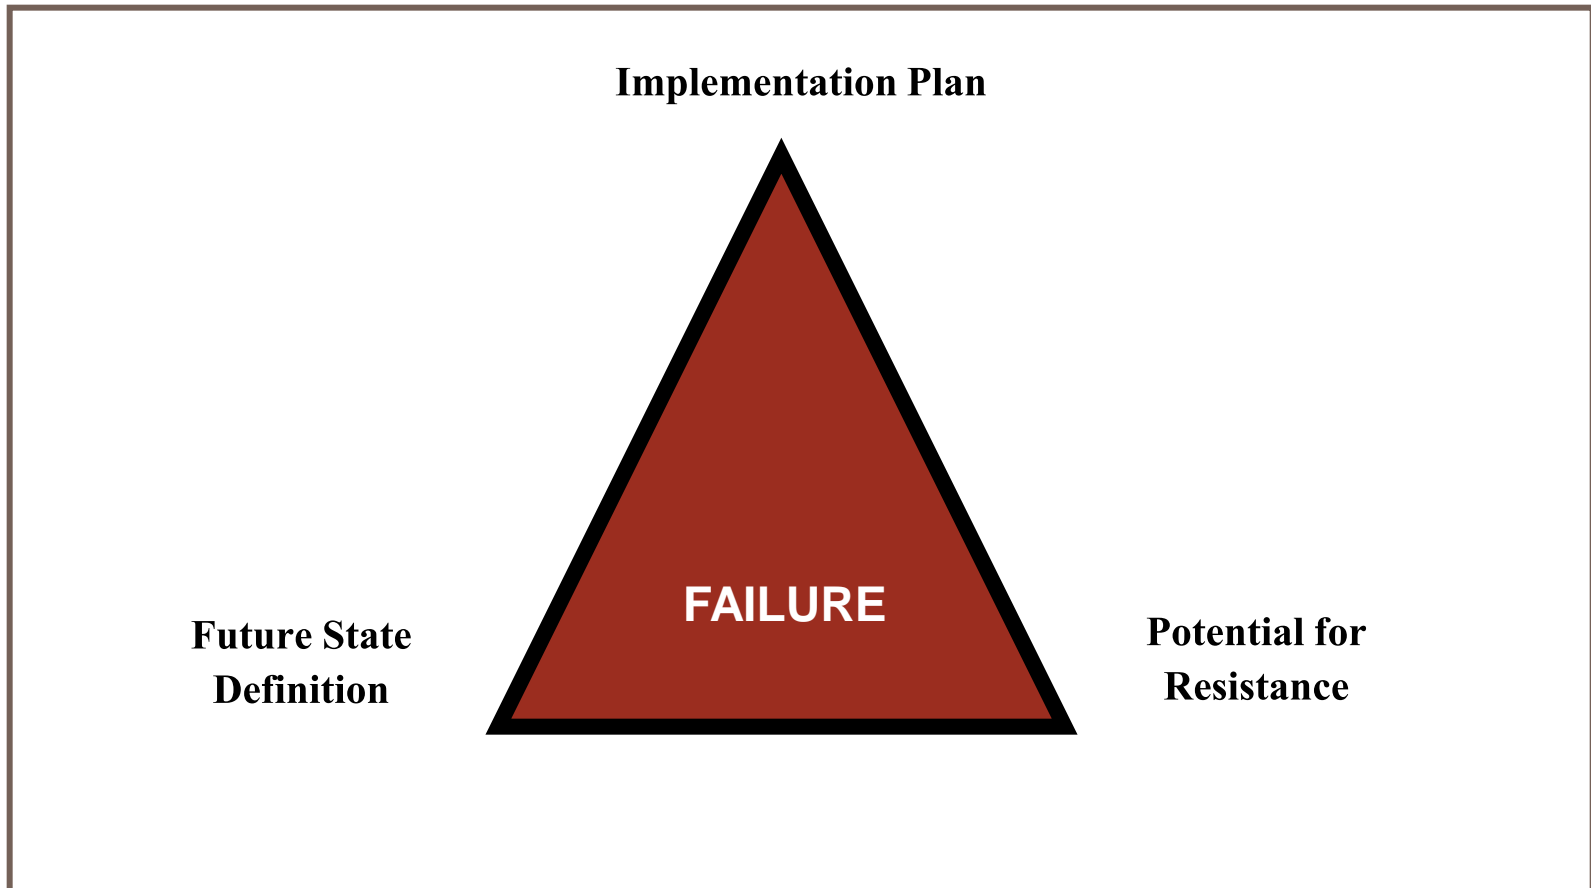 Implementation Plan
FAILURE
Future State
Definition
Potential for
Resistance